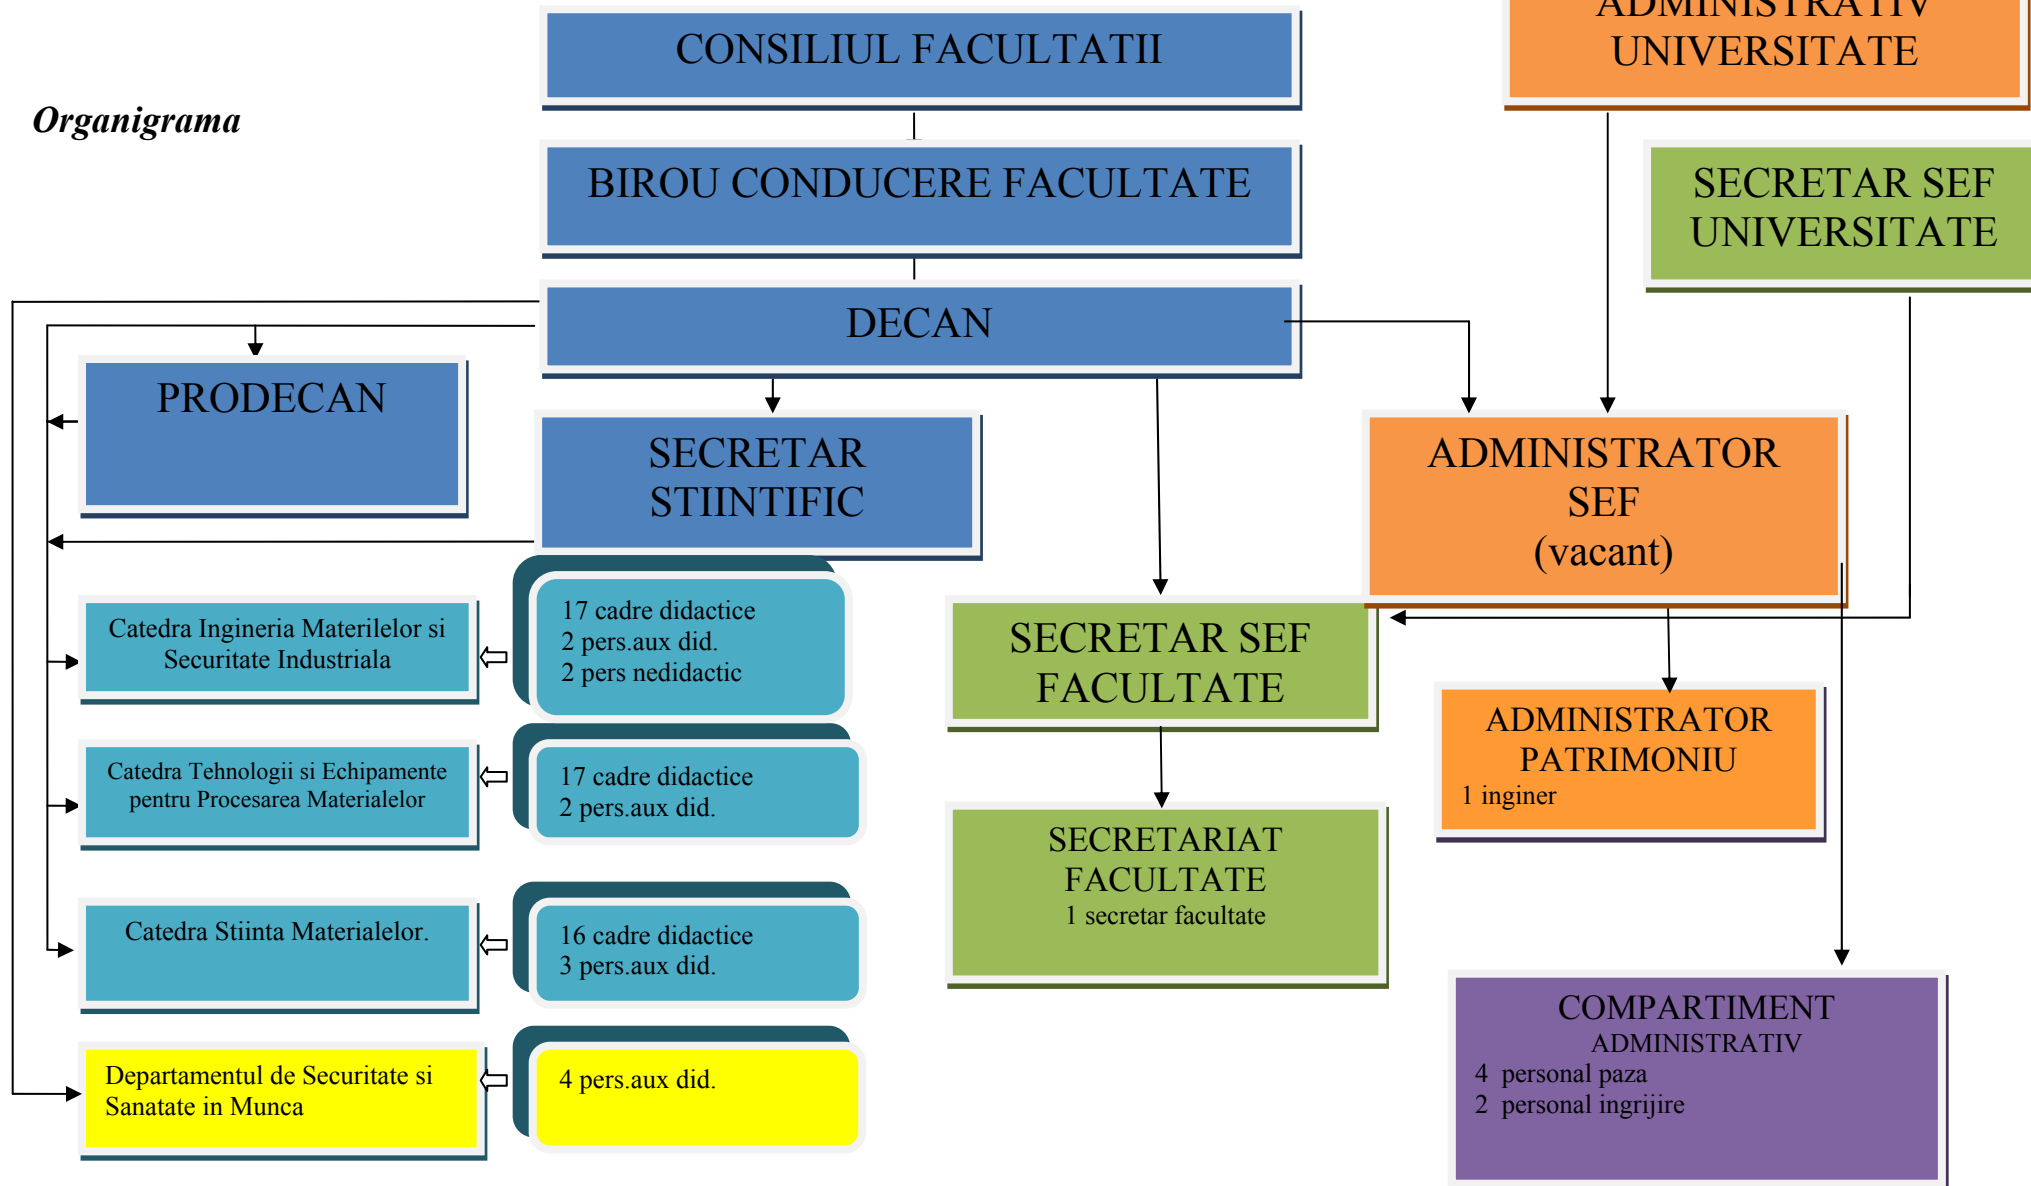 ADMINISTRATIV
UNIVERSITATE
CONSILIUL FACULTATII
Organigrama
BIROU CONDUCERE FACULTATE
SECRETAR SEF
UNIVERSITATE
DECAN
PRODECAN
SECRETAR
STIINTIFIC
ADMINISTRATOR
SEF
(vacant)
Catedra Ingineria Materilelor si
Securitate Industriala
17 cadre didactice
2 pers.aux did.
2 pers nedidactic
SECRETAR SEF
FACULTATE
ADMINISTRATOR
PATRIMONIU
1 inginer
Catedra Tehnologii si Echipamente
pentru Procesarea Materialelor
17 cadre didactice
2 pers.aux did.
SECRETARIAT
FACULTATE
1 secretar facultate
Catedra Stiinta Materialelor.
16 cadre didactice
3 pers.aux did.
COMPARTIMENT
ADMINISTRATIV
4 personal paza
2 personal ingrijire
Departamentul de Securitate si
Sanatate in Munca
4 pers.aux did.